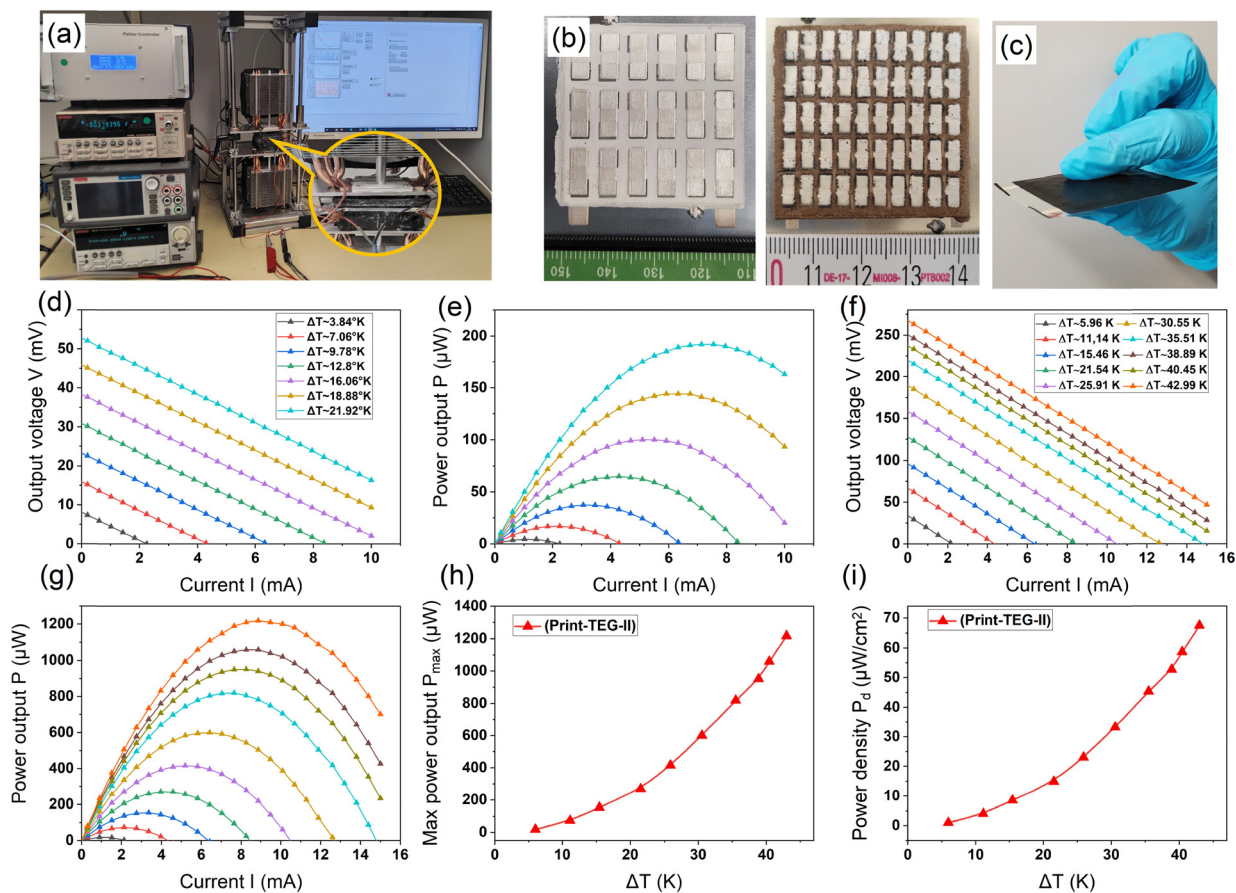 (a)
Peltier-Controller
(b)
150
140
130
120
110
0
11
DE-17-
12
MI008-
13
PTB002
14
(c)
(d)
Output voltage V (mV)
50
40
30
20
10
0
0 2 4 6 8 10
Current I (mA)
ΔT~3.84°K
ΔT~7.06°K
ΔT~9.78°K
ΔT~12.8°K
ΔT~16.06°K
ΔT~18.88°K
ΔT~21.92°K
(e)
Power output P (µW)
200
150
100
50
0
0 2 4 6 8 10
Current I (mA)
(f)
Output voltage V (mV)
250
200
150
100
50
0
0 2 4 6 8 10 12 14 16
Current I (mA)
ΔT~5.96 K ΔT~30.55 K
ΔT~11,14 K ΔT~35.51 K
ΔT~15.46 K ΔT~38.89 K
ΔT~21.54 K ΔT~40.45 K
ΔT~25.91 K ΔT~42.99 K
(g)
Power output P (µW)
1200
1000
800
600
400
200
0
0 2 4 6 8 10 12 14 16
Current I (mA)
(h)
Max power output Pmax (µW)
1400
1200
1000
800
600
400
200
0
0 10 20 30 40
ΔT (K)
(Print-TEG-II)
(i)
Power density Pd (µW/cm²)
70
60
50
40
30
20
10
0
0 10 20 30 40
ΔT (K)
(Print-TEG-II)